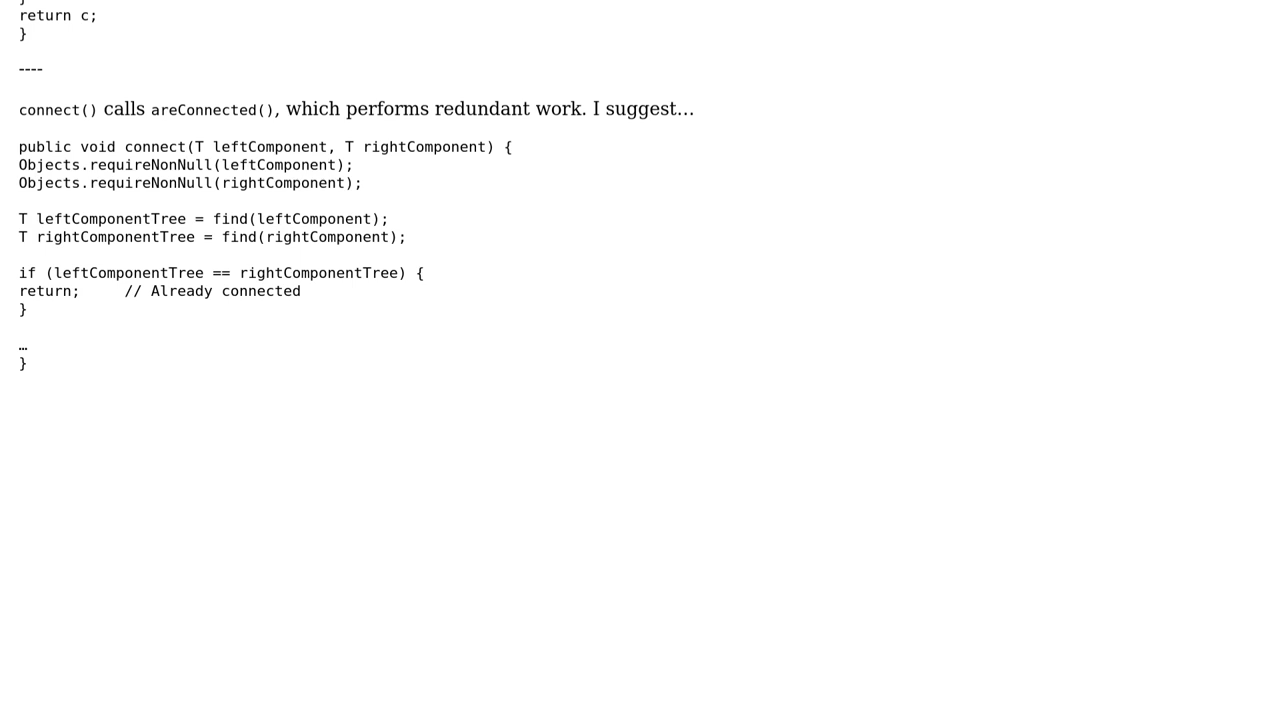 }
return c;
}
----
connect() calls areConnected(), which performs redundant work. I suggest…
public void connect(T leftComponent, T rightComponent) {
Objects.requireNonNull(leftComponent);
Objects.requireNonNull(rightComponent);
T leftComponentTree = find(leftComponent);
T rightComponentTree = find(rightComponent);
if (leftComponentTree == rightComponentTree) {
return;     // Already connected
}
…
}